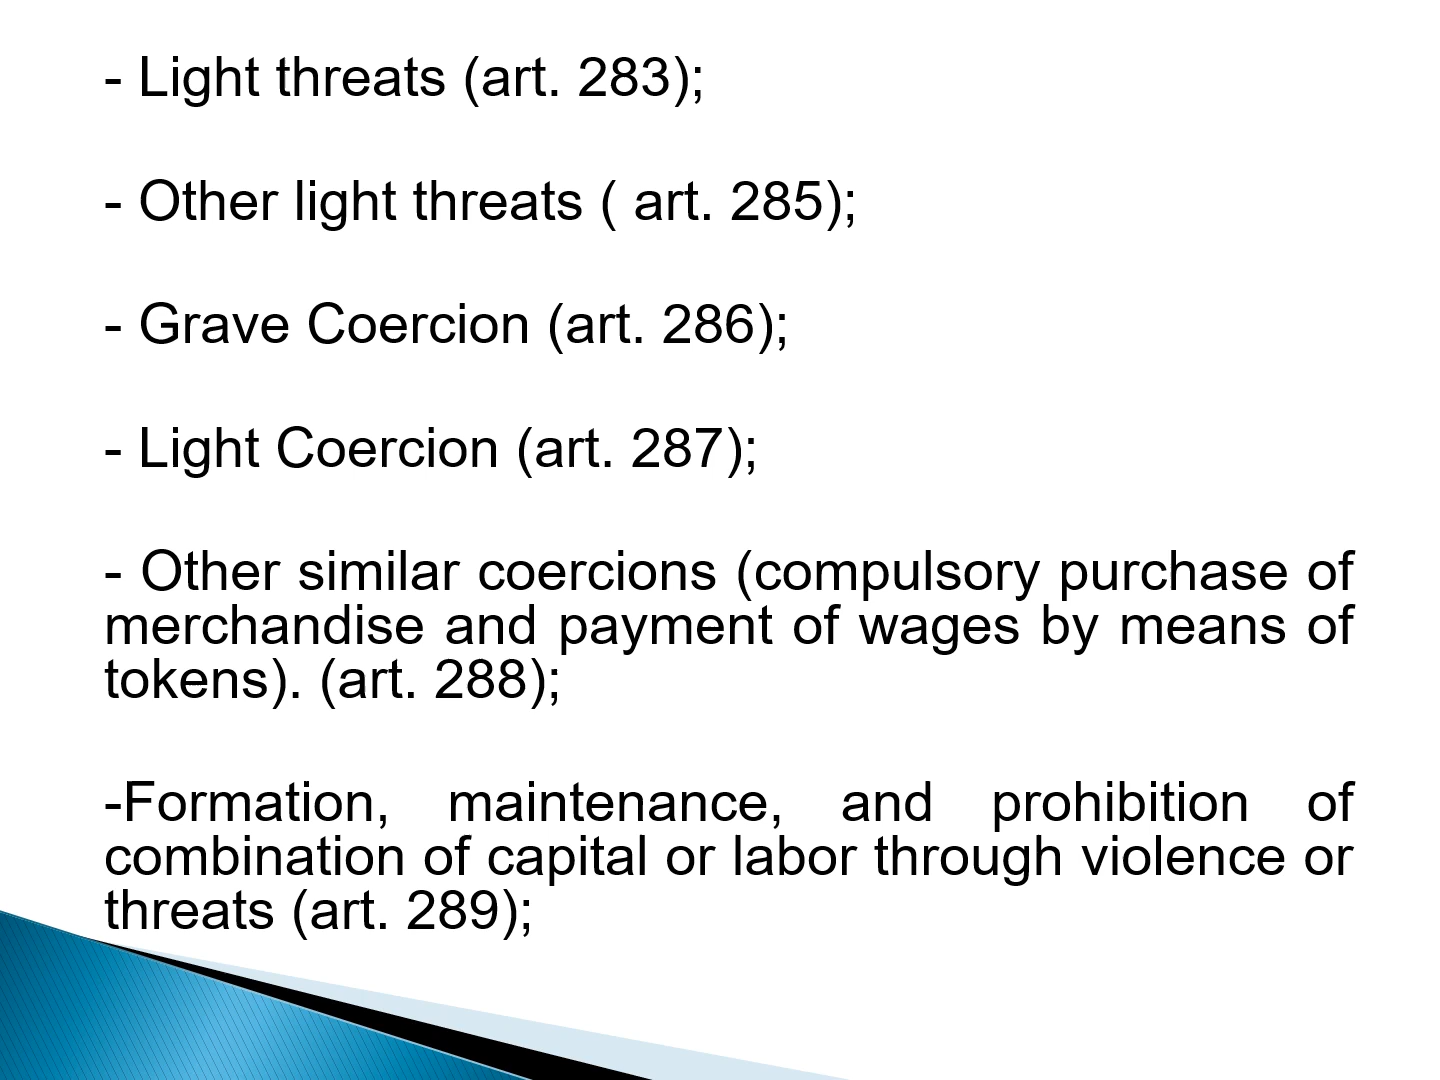 - Light threats (art. 283);
- Other light threats ( art. 285);
- Grave Coercion (art. 286);
- Light Coercion (art. 287);
- Other similar coercions (compulsory purchase of
merchandise and payment of wages by means of
tokens). (art. 288);
-Formation, maintenance, and prohibition of
combination of capital or labor through violence or
threats (art. 289);